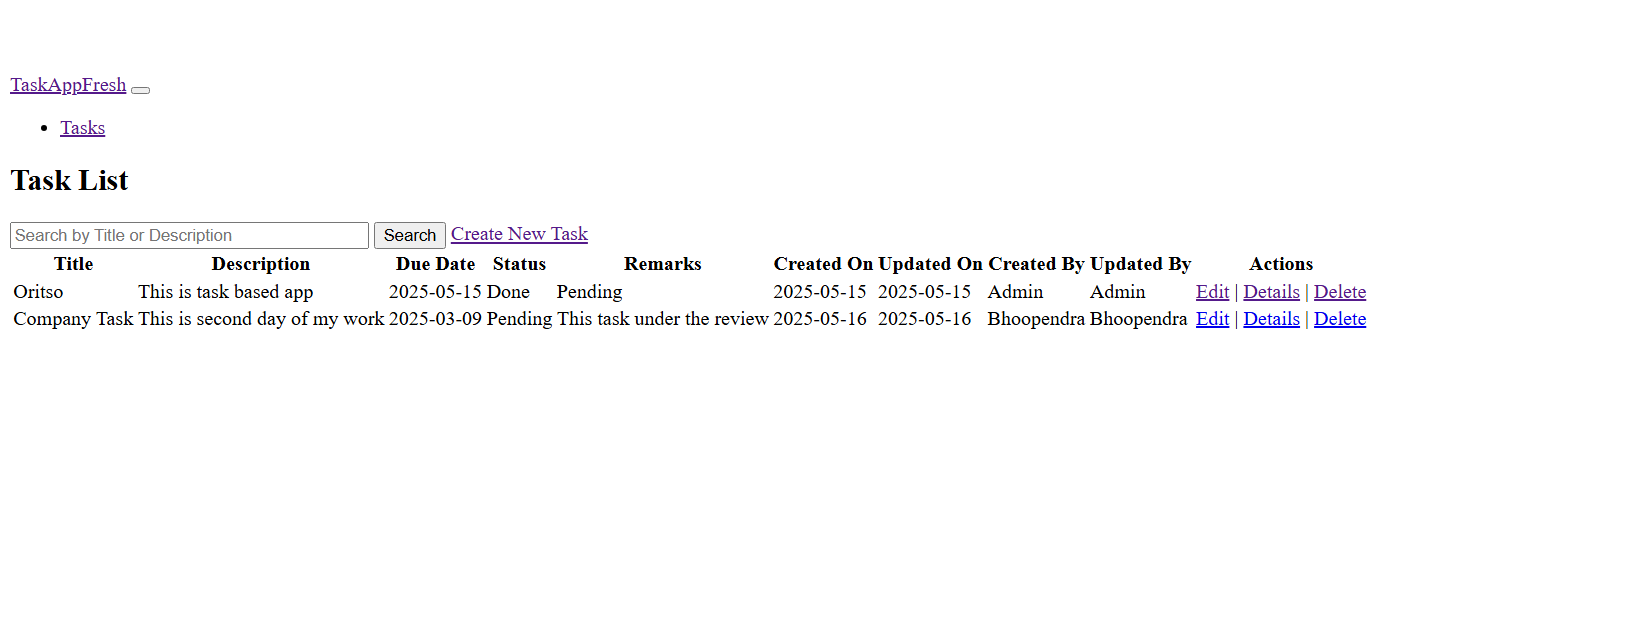 TaskAppFresh
Tasks
Task List
Search by Title or Description Search Create New Task
Title Description Due Date Status Remarks Created On Updated On Created By Updated By Actions
Oritso This is task based app 2025-05-15 Done Pending 2025-05-15 2025-05-15 Admin Admin Edit | Details | Delete
Company Task This is second day of my work 2025-03-09 Pending This task under the review 2025-05-16 2025-05-16 Bhoopendra Bhoopendra Edit | Details | Delete